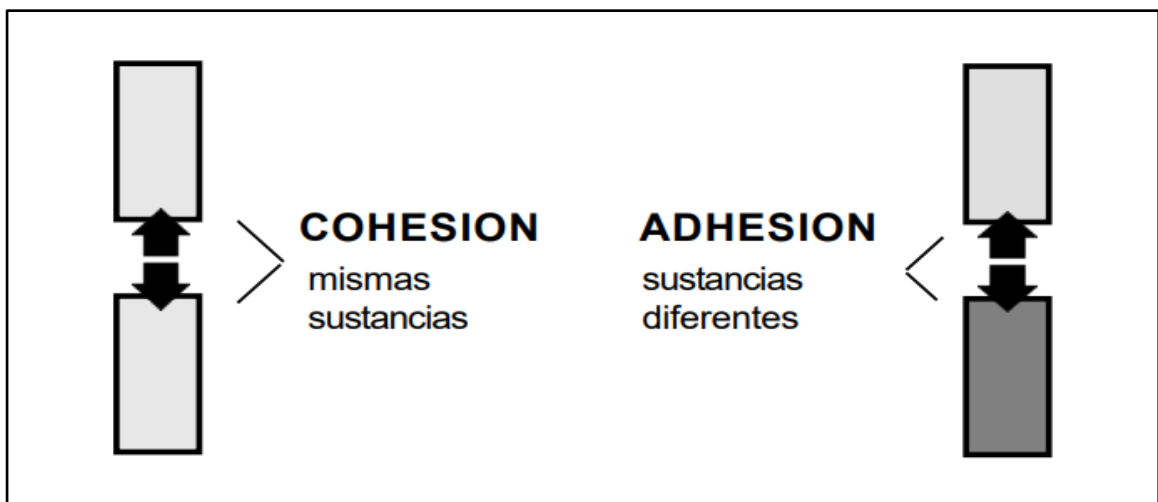 COHESION
mismas
sustancias
ADHESION
sustancias
diferentes